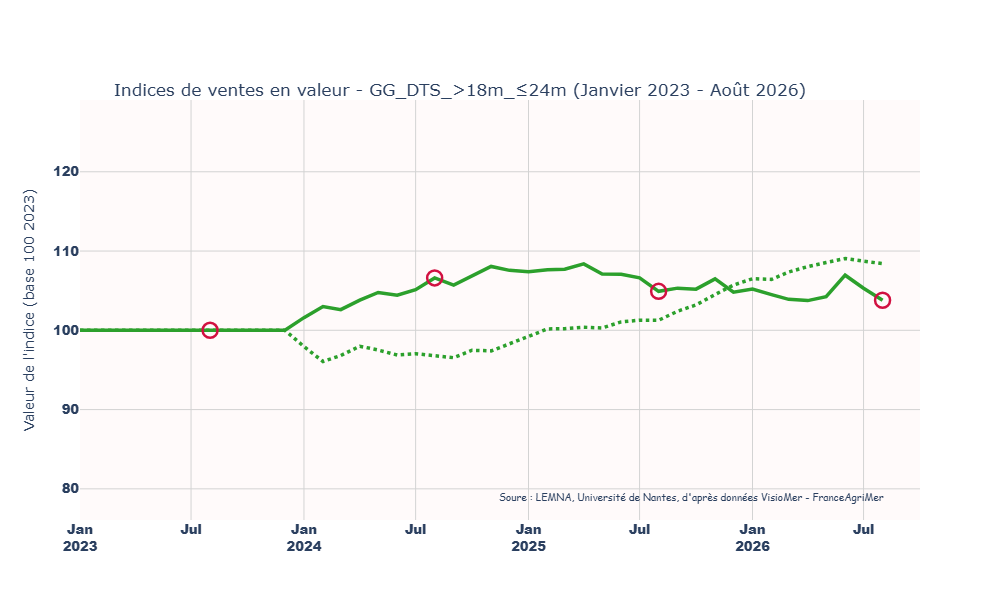 Indices de ventes en valeur - GG_DTS_>18m_≤24m (Janvier 2023 - Août 2026)
Valeur de l'indice (base 100 2023)
120
110
100
90
80
Soure : LEMNA, Université de Nantes, d'après données VisioMer - FranceAgriMer
Jan Jul Jan Jul Jan Jul Jan Jul
2023 2024 2025 2026